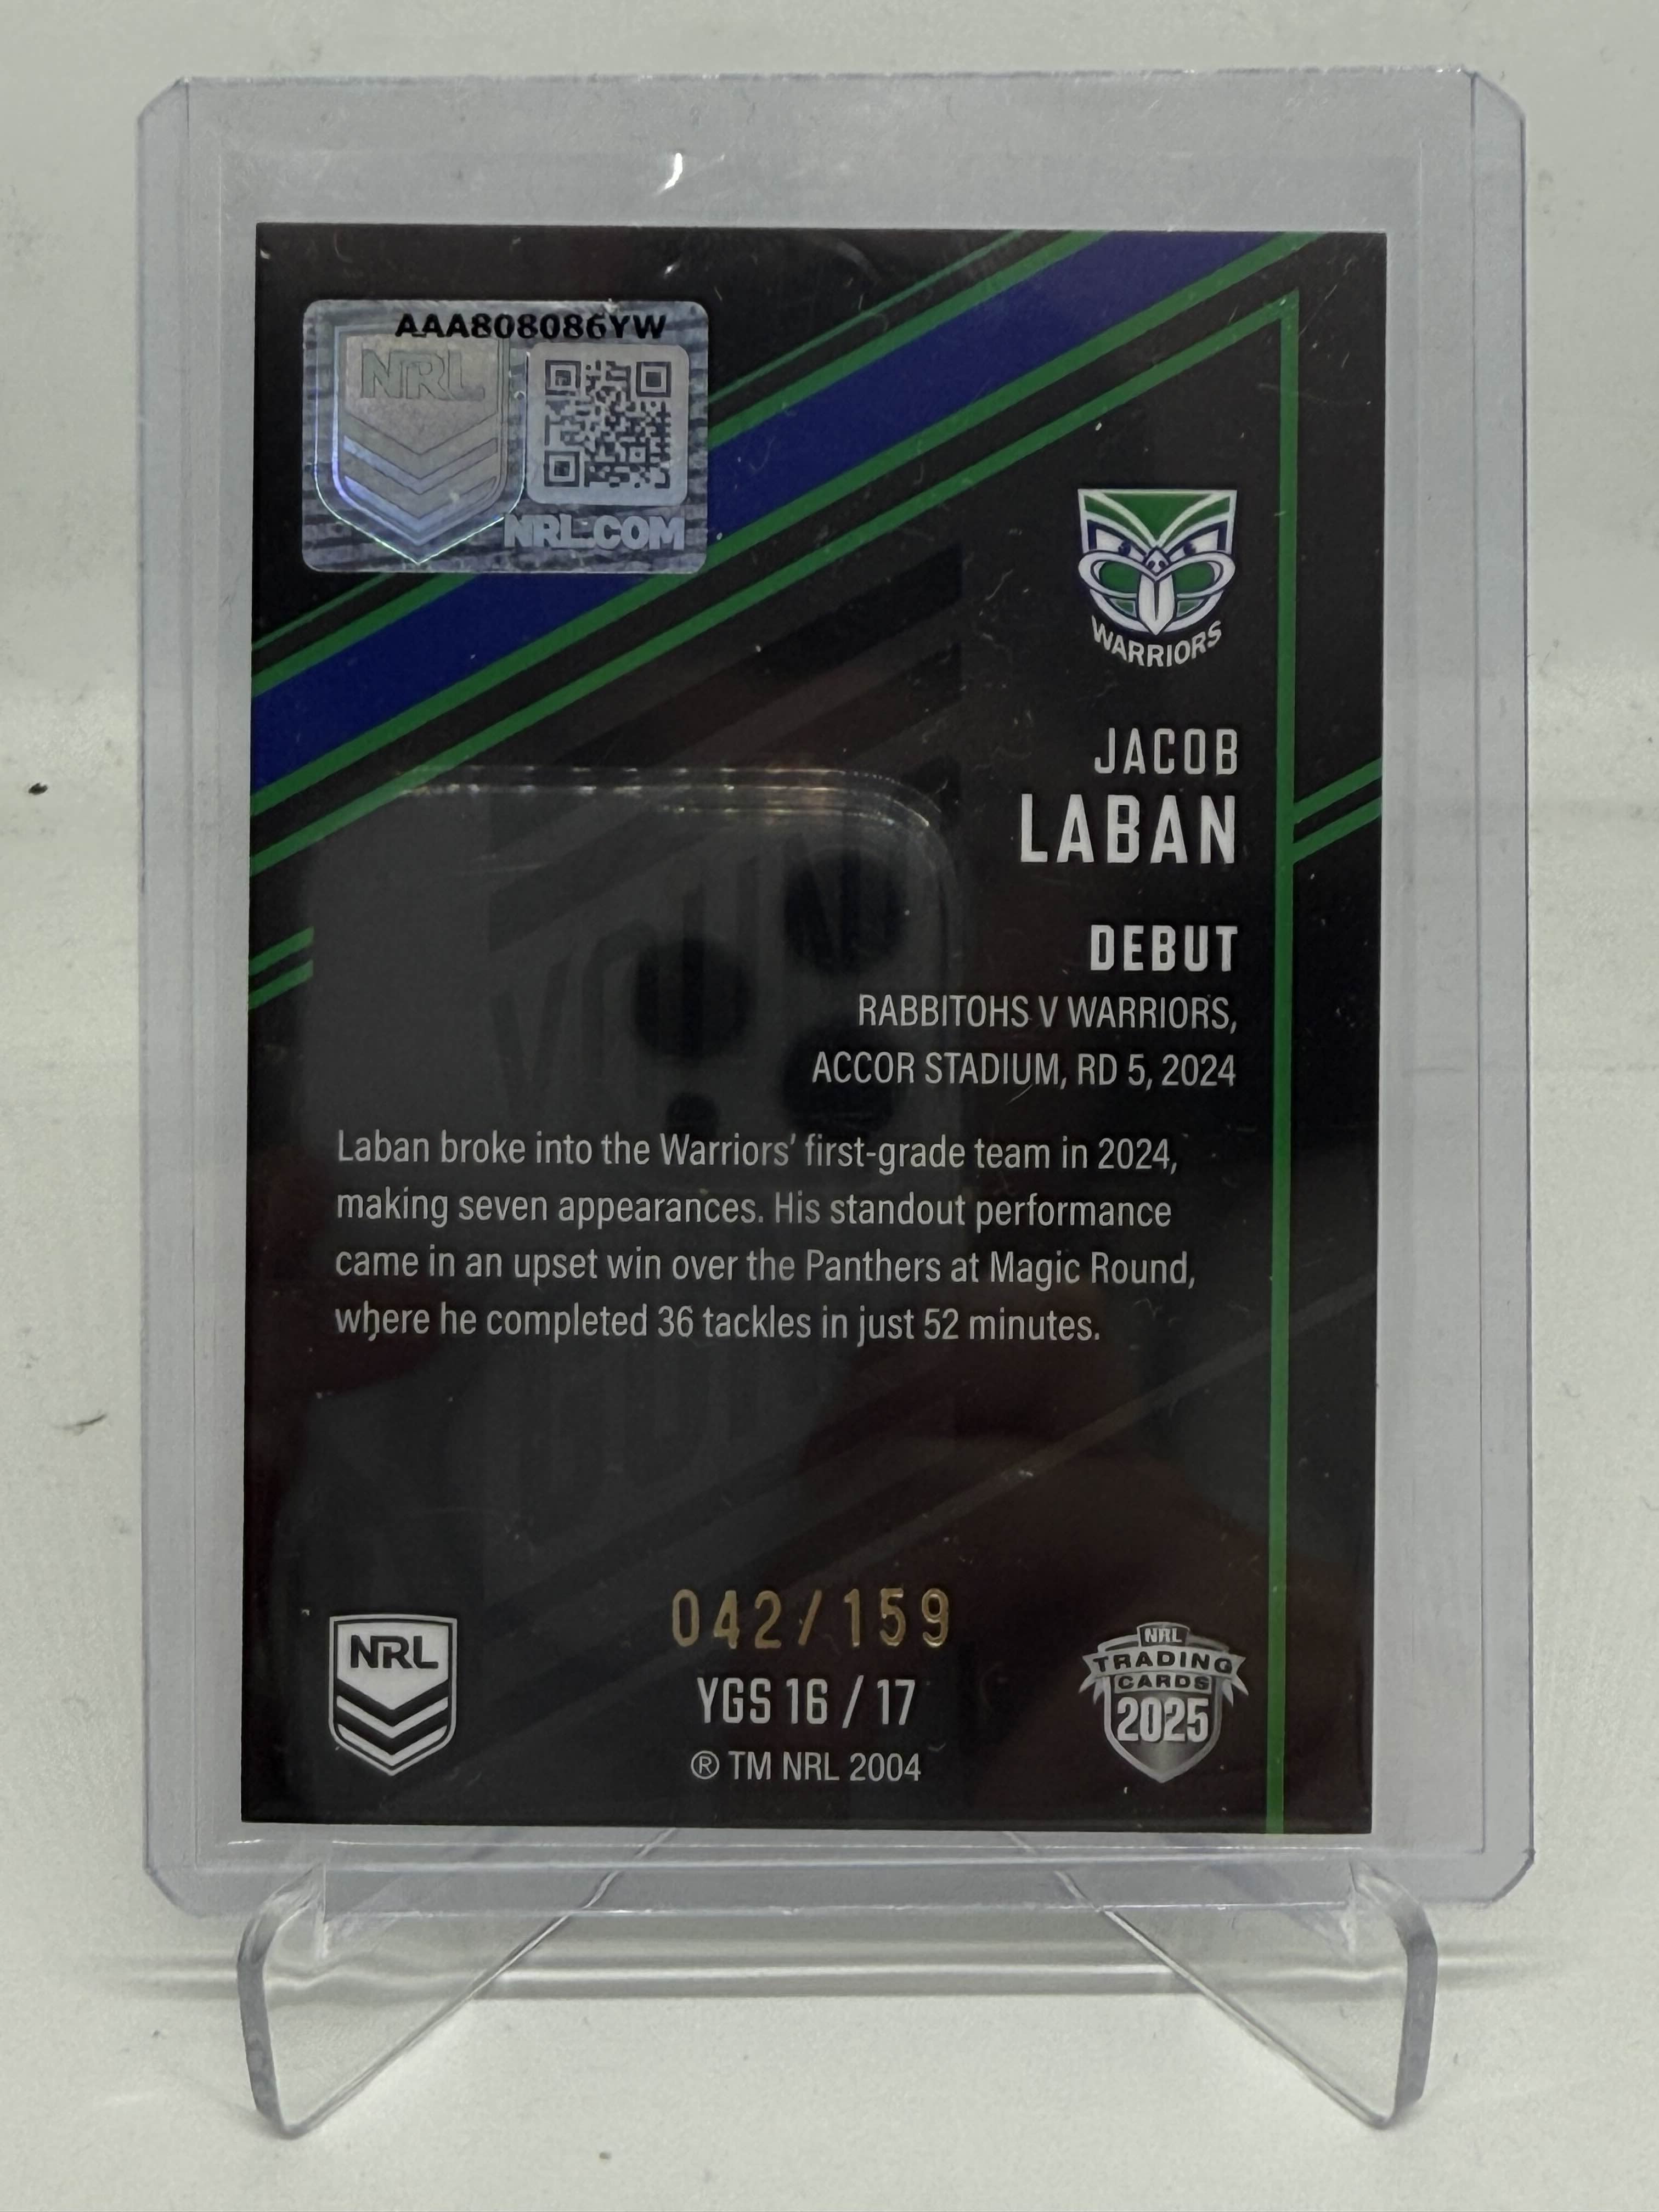 AAA808086YW
NRL
NRL.COM
WARRIORS
JACOB
LABAN
DEBUT
RABBITOHS V WARRIORS,
ACCOR STADIUM, RD 5, 2024
YOUNG
Laban broke into the Warriors' first-grade team in 2024,
making seven appearances. His standout performance
came in an upset win over the Panthers at Magic Round,
where he completed 36 tackles in just 52 minutes.
042/159
NRL
YGS 16 / 17
® TM NRL 2004
NRL
TRADING
CARDS
2025